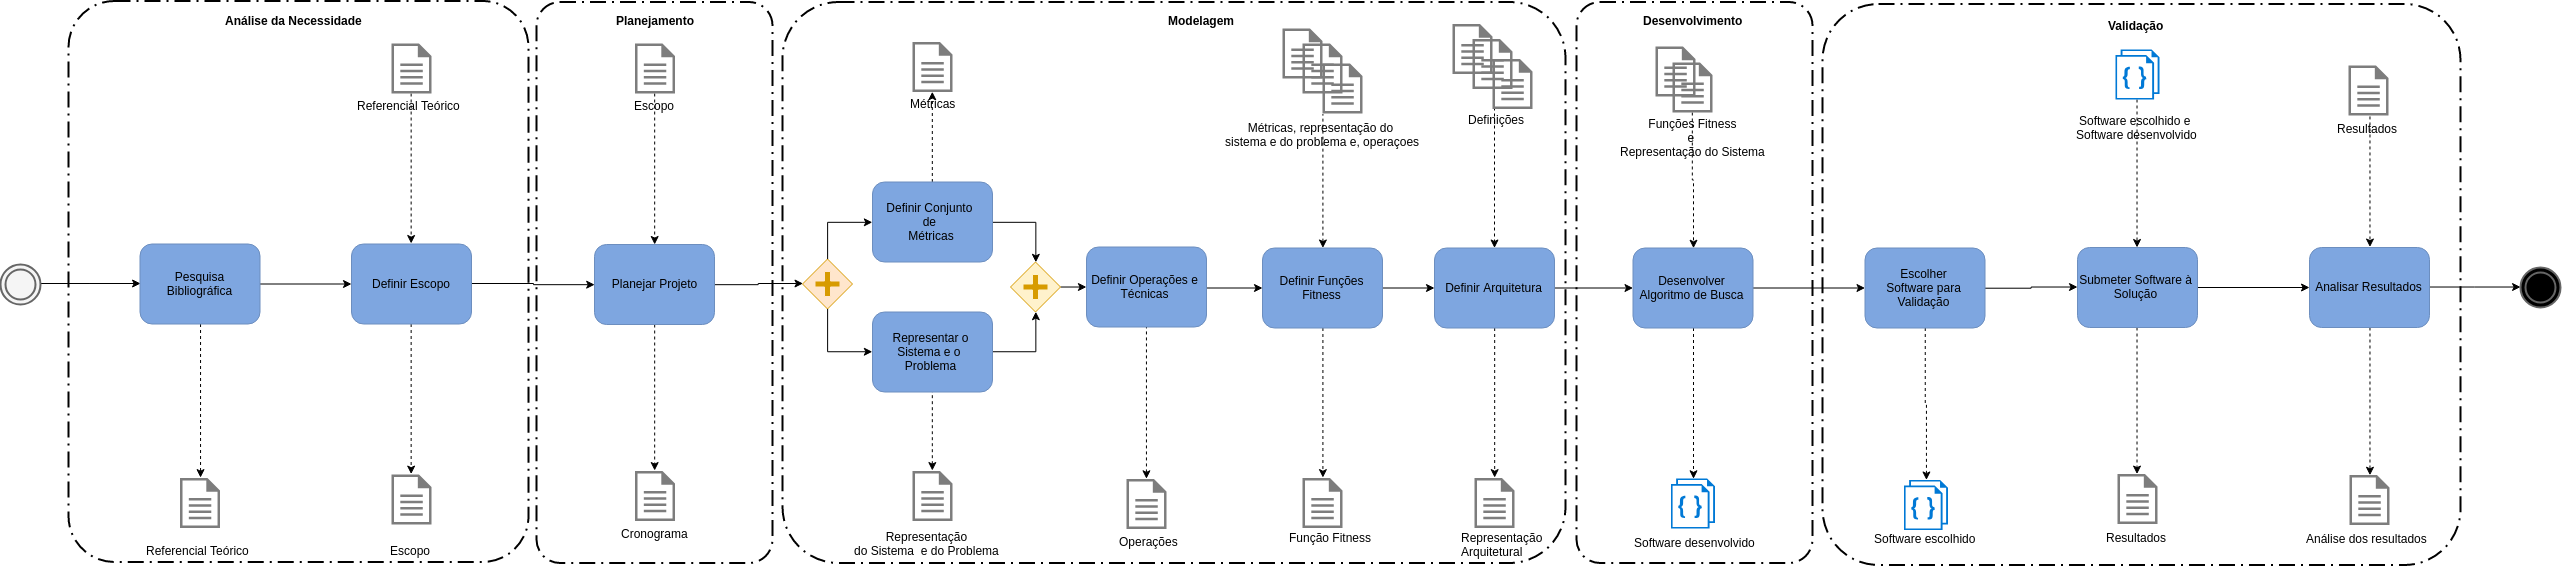 Análise da Necessidade
Referencial Teórico
Pesquisa
Bibliográfica
Definir Escopo
Referencial Teórico
Escopo
Planejamento
Escopo
Planejar Projeto
Cronograma
Modelagem
Métricas
Definir Conjunto
de
Métricas
Representar o
Sistema e o
Problema
Representação
do Sistema e do Problema
Definir Operações e
Técnicas
Operações
Métricas, representação do
sistema e do problema e, operaçoes
Definir Funções
Fitness
Função Fitness
Definições
Definir Arquitetura
Representação
Arquitetural
Desenvolvimento
Funções Fitness
e
Representação do Sistema
Desenvolver
Algoritmo de Busca
Software desenvolvido
Validação
Escolher
Software para
Validação
Software escolhido
Software escolhido e
Software desenvolvido
Submeter Software à
Solução
Resultados
Resultados
Analisar Resultados
Análise dos resultados